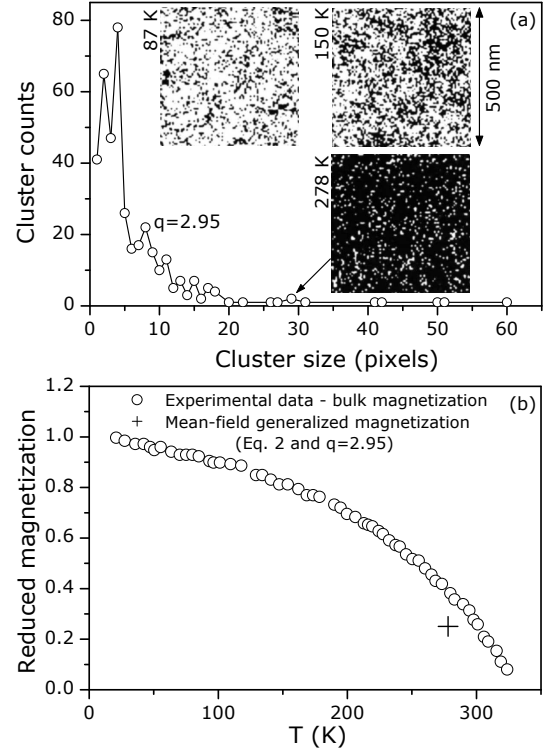 (a)
80
60
40
20
0
Cluster counts
87 K
150 K
500 nm
278 K
q=2.95
0 10 20 30 40 50 60
Cluster size (pixels)
(b)
1.2
1.0
0.8
0.6
0.4
0.2
0.0
Reduced magnetization
Experimental data - bulk magnetization
Mean-field generalized magnetization
(Eq. 2 and q=2.95)
0 100 200 300
T (K)